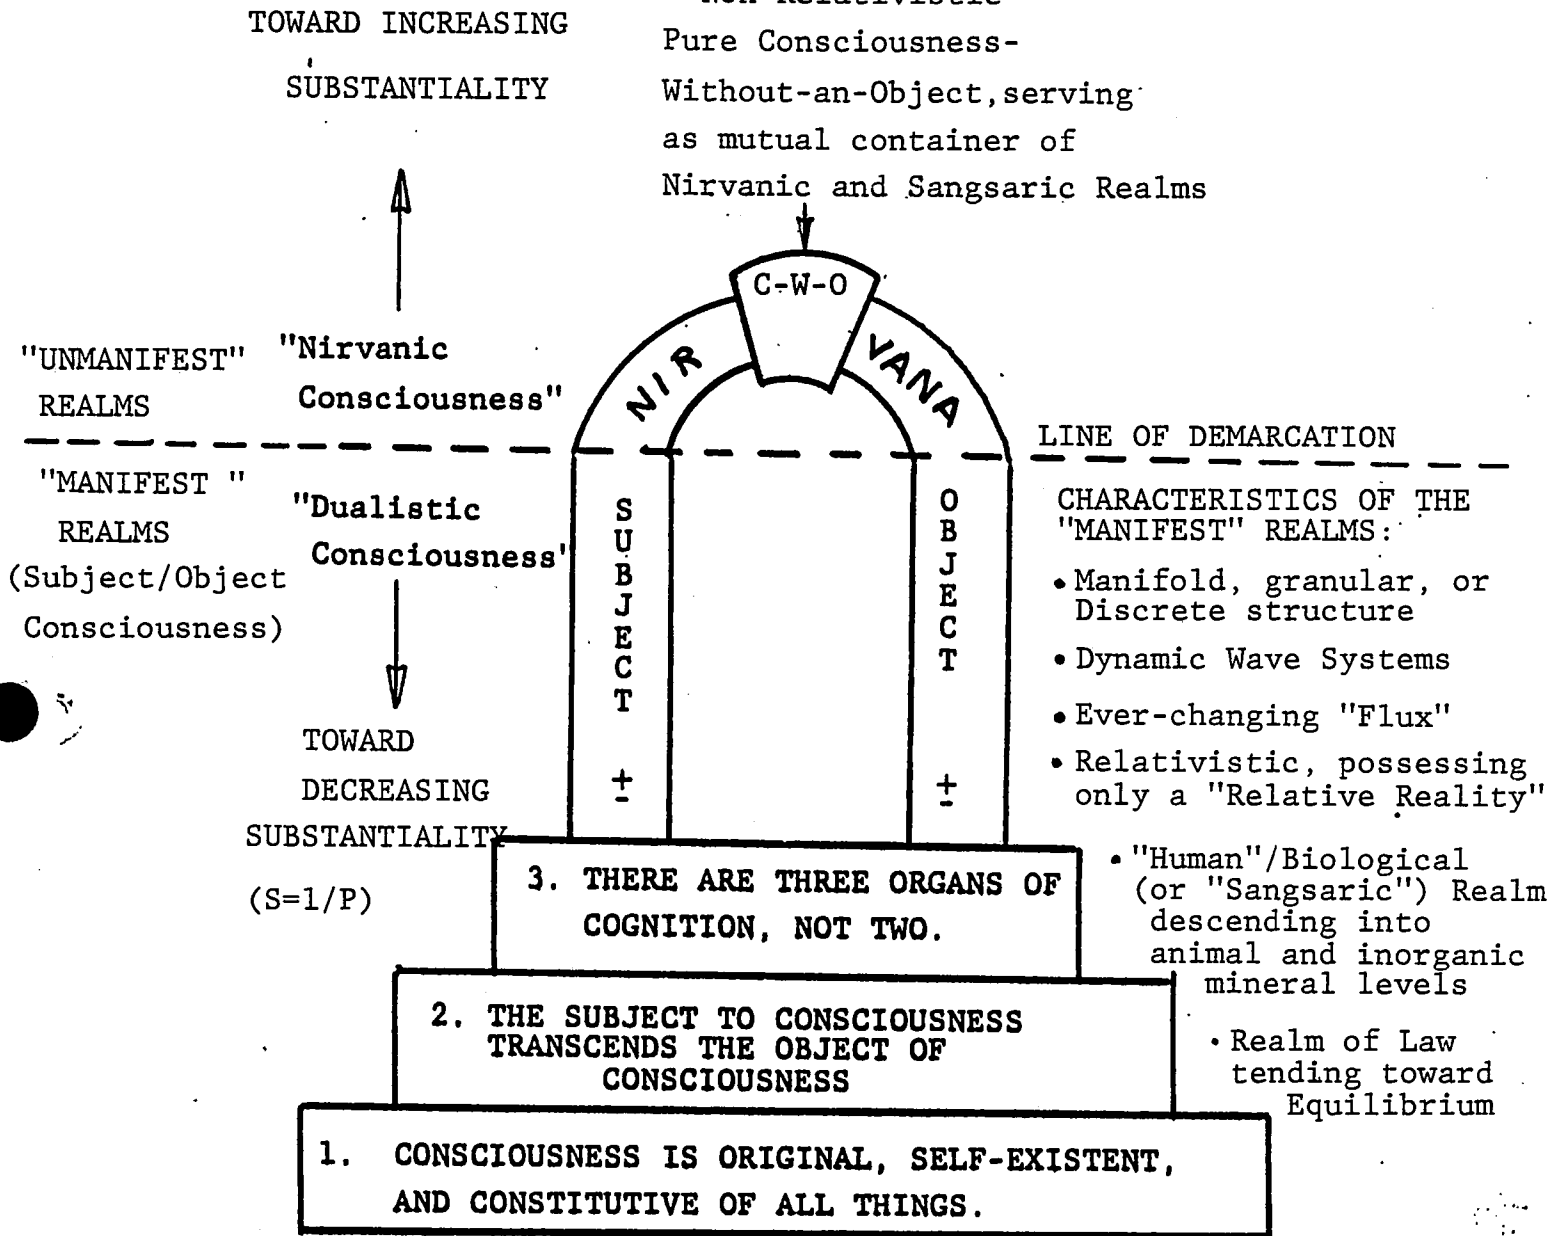 TOWARD INCREASING
SUBSTANTIALITY
Pure Consciousness-
Without-an-Object,serving
as mutual container of
Nirvanic and Sangsaric Realms
C-W-O
NIR VANA
"UNMANIFEST"
REALMS
"Nirvanic
Consciousness"
LINE OF DEMARCATION
"MANIFEST "
REALMS
(Subject/Object
Consciousness)
"Dualistic
Consciousness'
TOWARD
DECREASING
SUBSTANTIALITY
(S=1/P)
SUBJECT
±
OBJECT
±
CHARACTERISTICS OF THE
"MANIFEST" REALMS:
• Manifold, granular, or
Discrete structure
• Dynamic Wave Systems
• Ever-changing "Flux"
• Relativistic, possessing
only a "Relative Reality"
• "Human"/Biological
(or "Sangsaric") Realm
descending into
animal and inorganic
mineral levels
• Realm of Law
tending toward
Equilibrium
3. THERE ARE THREE ORGANS OF
COGNITION, NOT TWO.
2. THE SUBJECT TO CONSCIOUSNESS
TRANSCENDS THE OBJECT OF
CONSCIOUSNESS
1. CONSCIOUSNESS IS ORIGINAL, SELF-EXISTENT,
AND CONSTITUTIVE OF ALL THINGS.